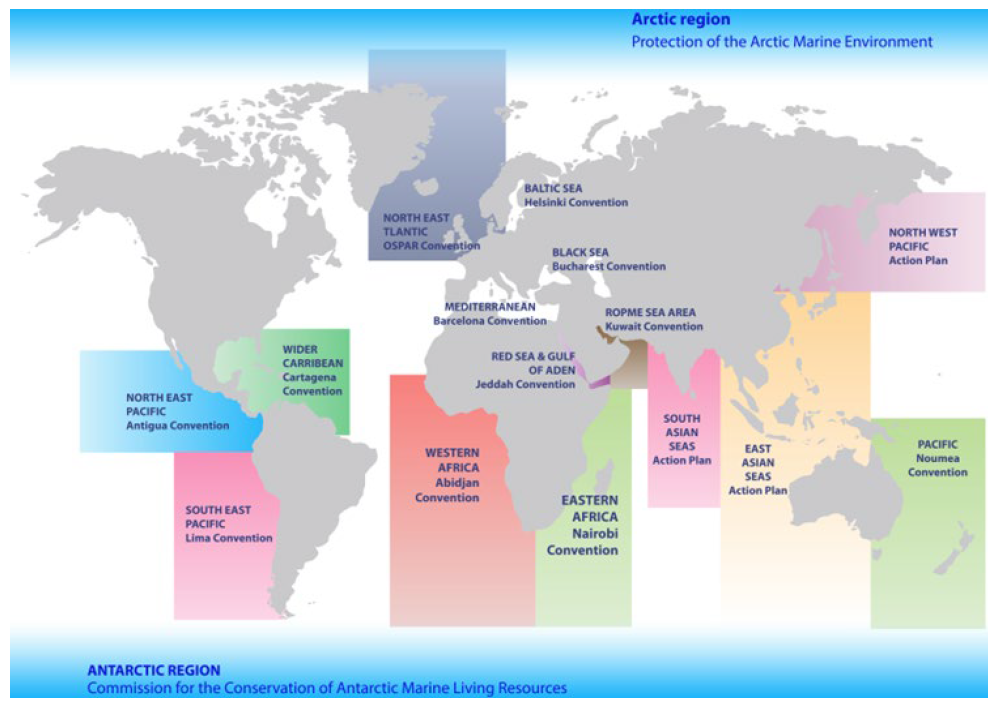 Arctic region
Protection of the Arctic Marine Environment
BALTIC SEA
Helsinki Convention
NORTH EAST
TLANTIC
OSPAR Convention
NORTH WEST
PACIFIC
Action Plan
BLACK SEA
Bucharest Convention
MEDITERRANEAN
Barcelona Convention
ROPME SEA AREA
Kuwait Convention
WIDER
CARRIBEAN
Cartagena
Convention
RED SEA & GULF
OF ADEN
Jeddah Convention
NORTH EAST
PACIFIC
Antigua Convention
SOUTH
ASIAN
SEAS
Action Plan
WESTERN
AFRICA
Abidjan
Convention
EAST
ASIAN
SEAS
Action Plan
PACIFIC
Noumea
Convention
SOUTH EAST
PACIFIC
Lima Convention
EASTERN
AFRICA
Nairobi
Convention
ANTARCTIC REGION
Commission for the Conservation of Antarctic Marine Living Resources